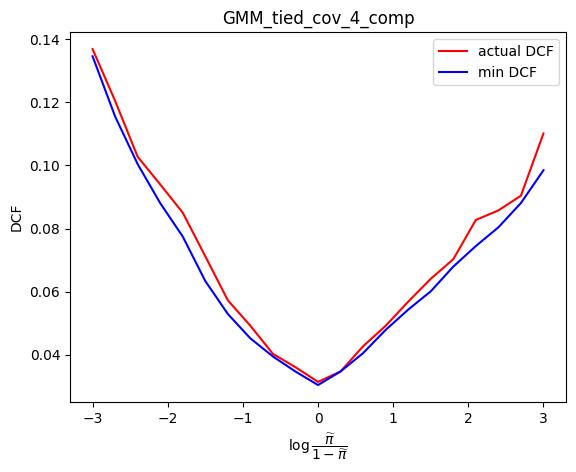 GMM_tied_cov_4_comp
actual DCF
min DCF
0.14
0.12
0.10
0.08
0.06
0.04
DCF
−3
−2
−1
0
1
2
3
log π̃ / 1 − π̃